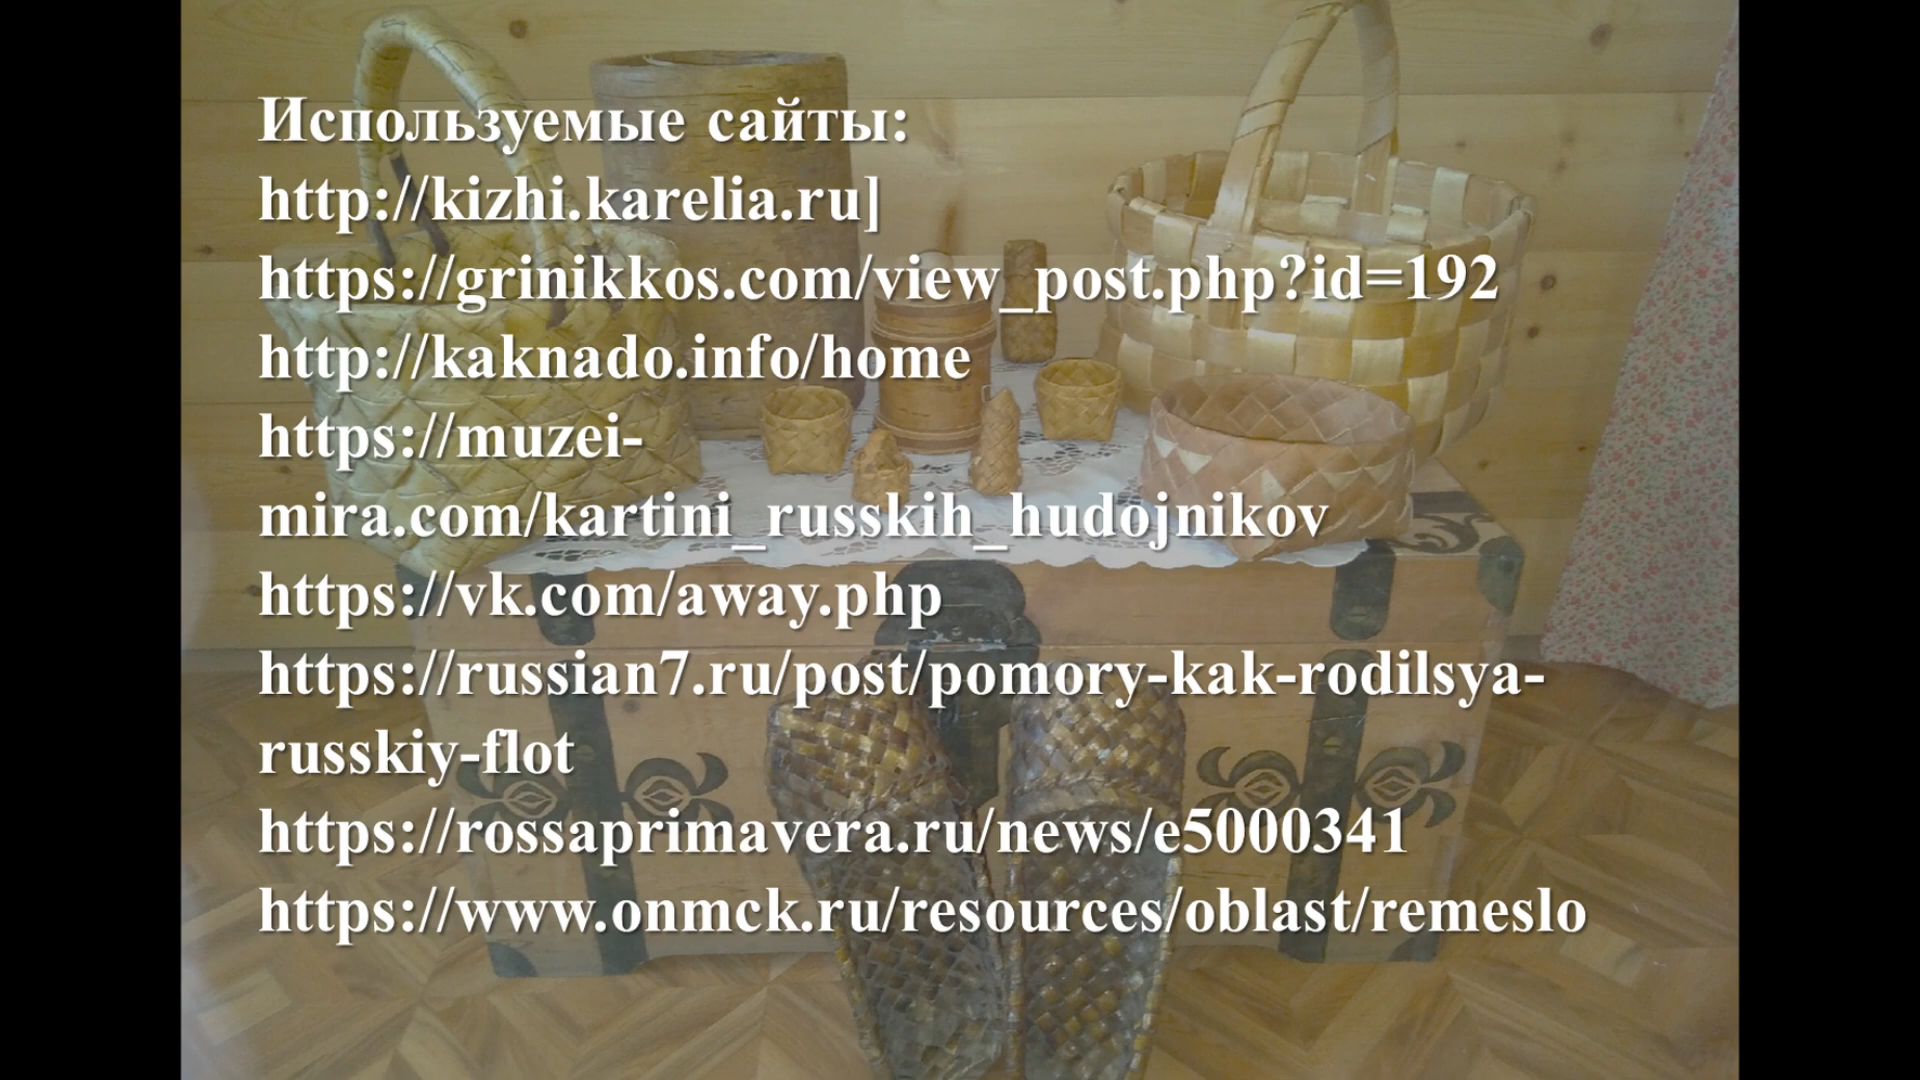 Используемые сайты:
http://kizhi.karelia.ru]
https://grinikkos.com/view_post.php?id=192
http://kaknado.info/home
https://muzei-
mira.com/kartini_russkih_hudojnikov
https://vk.com/away.php
https://russian7.ru/post/pomory-kak-rodilsya-
russkiy-flot
https://rossaprimavera.ru/news/e5000341
https://www.onmck.ru/resources/oblast/remeslo